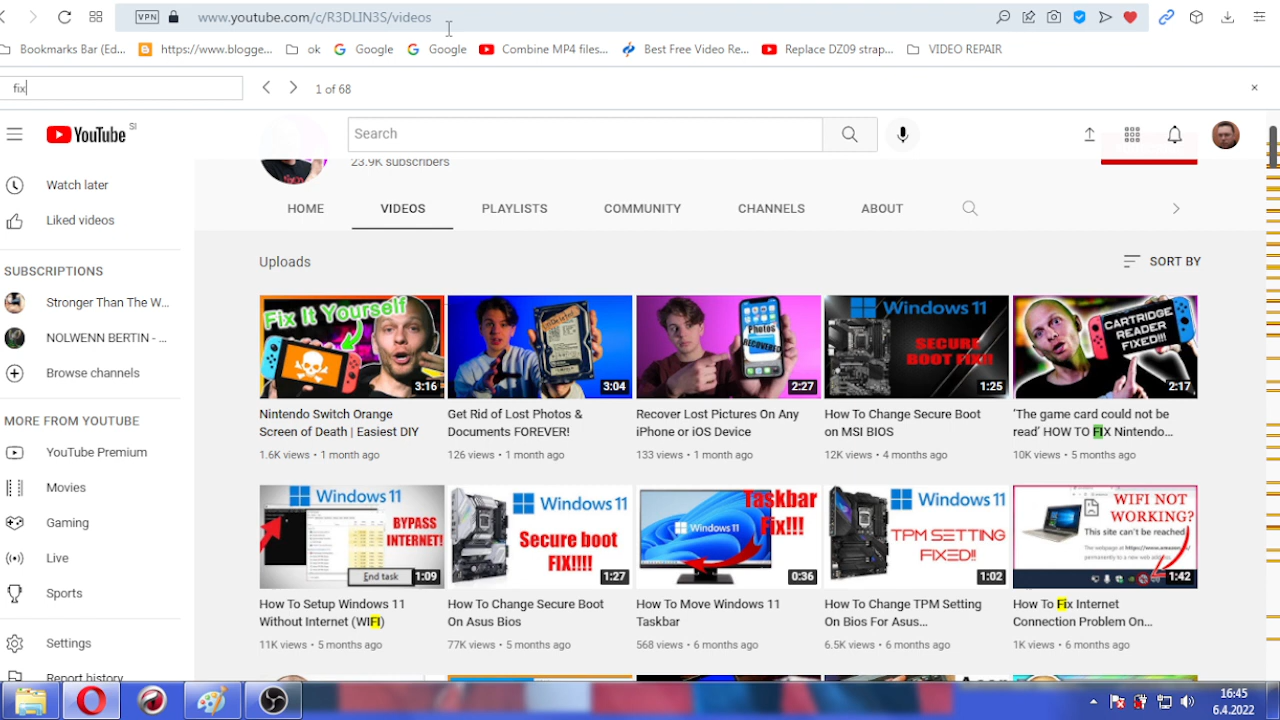 VPN www.youtube.com/c/R3DLIN3S/videos
Bookmarks Bar (Ed... https://www.blogge... ok Google Google Combine MP4 files... Best Free Video Re... Replace DZ09 strap... VIDEO REPAIR
fix 1 of 68
YouTube SI Search
23.9K subscribers
Watch later
Liked videos
SUBSCRIPTIONS
Stronger Than The W...
NOLWENN BERTIN - ...
Browse channels
MORE FROM YOUTUBE
YouTube Premium
Movies
Gaming
Live
Sports
Settings
Report history
HOME VIDEOS PLAYLISTS COMMUNITY CHANNELS ABOUT
Uploads SORT BY
Fix It Yourself
3:16
Nintendo Switch Orange
Screen of Death | Easiest DIY
1.6K views • 1 month ago
3:04
Get Rid of Lost Photos &
Documents FOREVER!
126 views • 1 month ago
Photos
RECOVERED
2:27
Recover Lost Pictures On Any
iPhone or iOS Device
133 views • 1 month ago
Windows 11
SECURE
BOOT FIX!!!
1:25
How To Change Secure Boot
on MSI BIOS
12K views • 4 months ago
CARTRIDGE
READER
FIXED!!!
2:17
'The game card could not be
read' HOW TO FIX Nintendo...
10K views • 5 months ago
Windows 11
BYPASS
INTERNET!
End task
1:09
How To Setup Windows 11
Without Internet (WIFI)
11K views • 5 months ago
Windows 11
Secure boot
FIX!!!!
1:27
How To Change Secure Boot
On Asus Bios
77K views • 5 months ago
Taskbar
Fix!!!
Windows 11
0:36
How To Move Windows 11
Taskbar
568 views • 6 months ago
Windows 11
TPM SETTING
FIXED!!
1:02
How To Change TPM Setting
On Bios For Asus...
6.5K views • 6 months ago
WIFI NOT
WORKING?
This site can't be reached
1:42
How To Fix Internet
Connection Problem On...
1K views • 6 months ago
16:45
6.4.2022